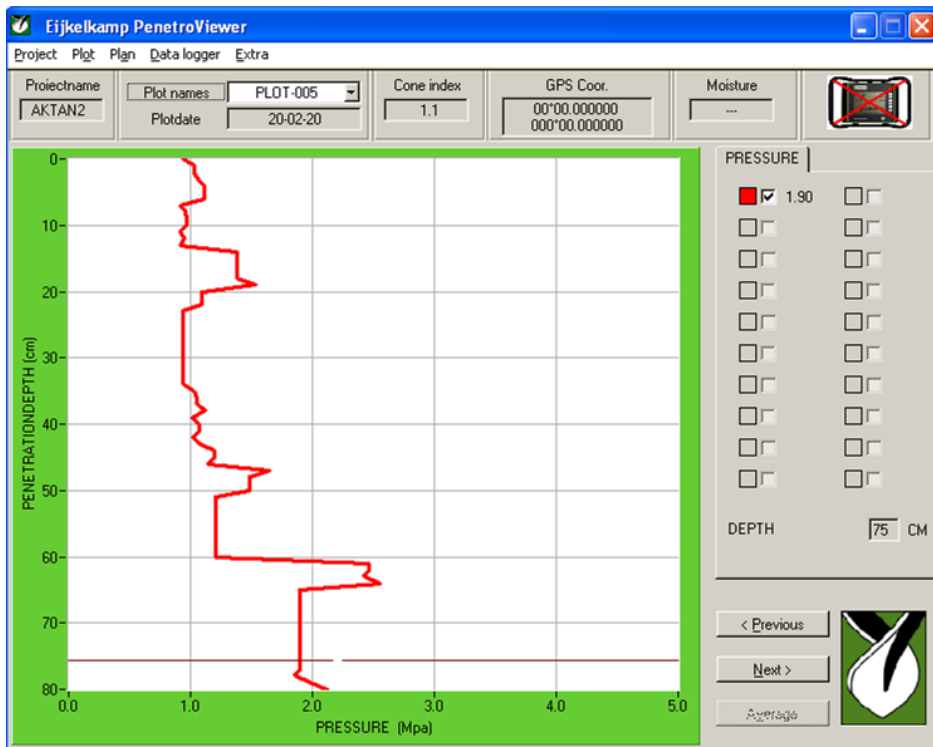 Eijkelkamp PenetroViewer
Project Plot Plan Data logger Extra
Projectname
AKTAN2
Plot names PLOT-005
Plotdate 20-02-20
Cone index
1.1
GPS Coor.
00°00.000000
000°00.000000
Moisture
---
PENETRATIONDEPTH (cm)
0
10
20
30
40
50
60
70
80
0.0 1.0 2.0 3.0 4.0 5.0
PRESSURE (Mpa)
PRESSURE
1.90
DEPTH 75 CM
< Previous
Next >
Average